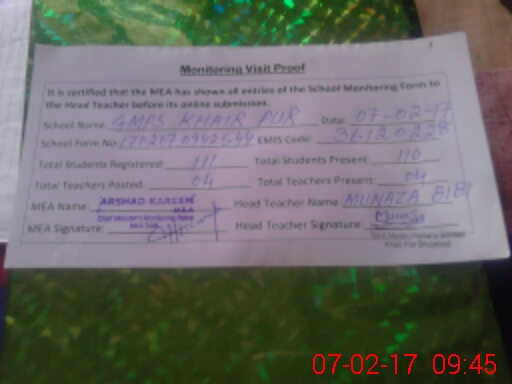 Monitoring Visit Proof
It is certified that the MEA has shown all entries of the School Monitoring Form to
the Head Teacher before its online submission.
School Name: GMPS KHAIR PUR Date: 07-02-17
School Form No: 170207094254 EMIS Code: 36120228
Total Students Registered: 111 Total Students Present: 110
Total Teachers Posted: 04 Total Teachers Present: 04
MEA Name: ARSHAD KAREEM Head Teacher Name MUNAZA BIBI
MEA
MEA Signature: Head Teacher Signature:
07-02-17 09:45